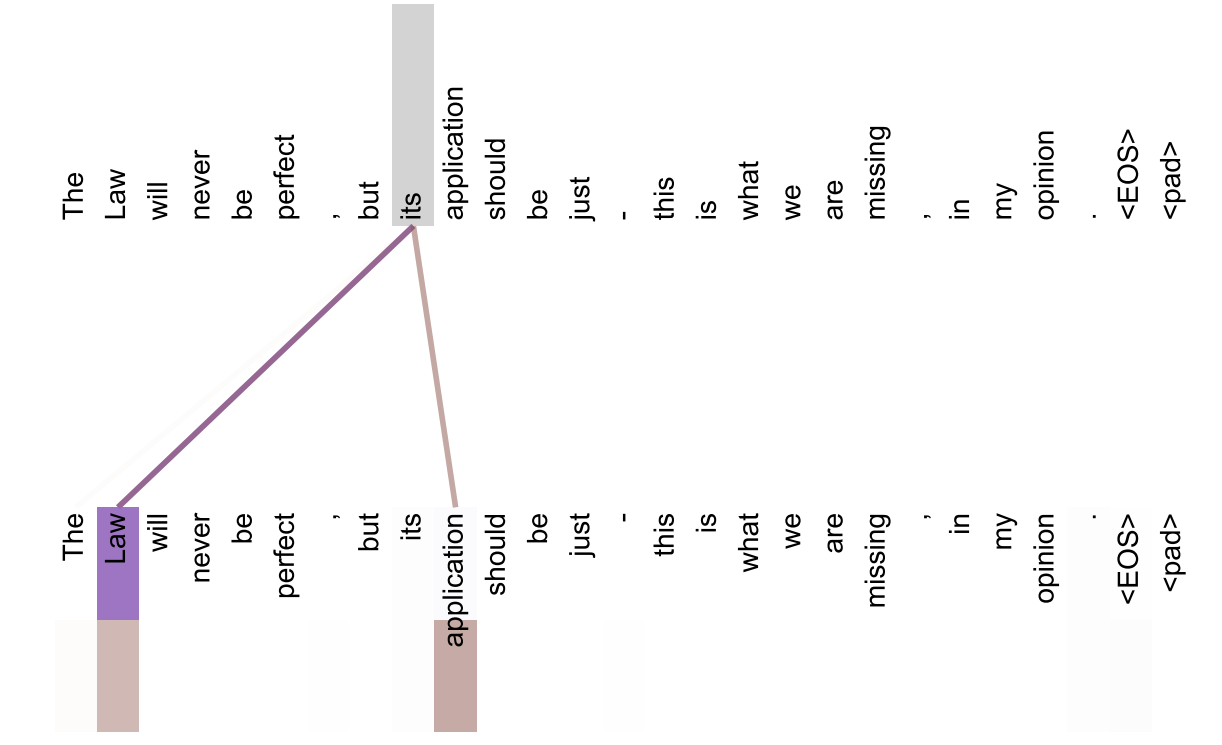 The Law will never be perfect , but its application should be just - this is what we are missing , in my opinion . <EOS> <pad>
The Law will never be perfect , but its application should be just - this is what we are missing , in my opinion . <EOS> <pad>